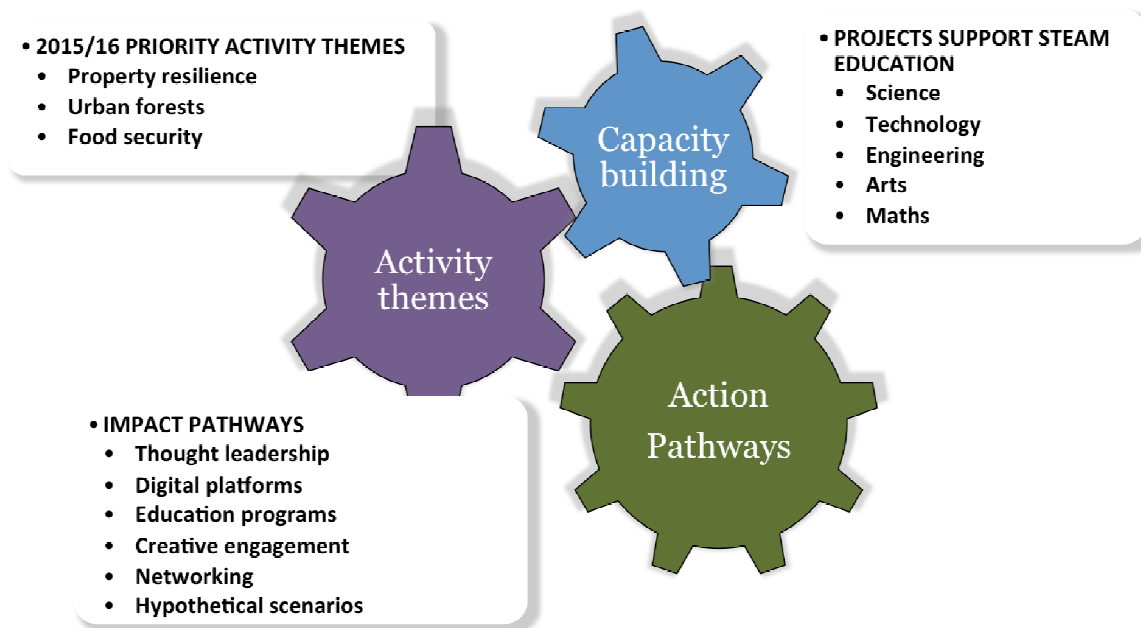 • 2015/16 PRIORITY ACTIVITY THEMES
• Property resilience
• Urban forests
• Food security
Capacity
building
• PROJECTS SUPPORT STEAM
EDUCATION
• Science
• Technology
• Engineering
• Arts
• Maths
Activity
themes
Action
Pathways
• IMPACT PATHWAYS
• Thought leadership
• Digital platforms
• Education programs
• Creative engagement
• Networking
• Hypothetical scenarios